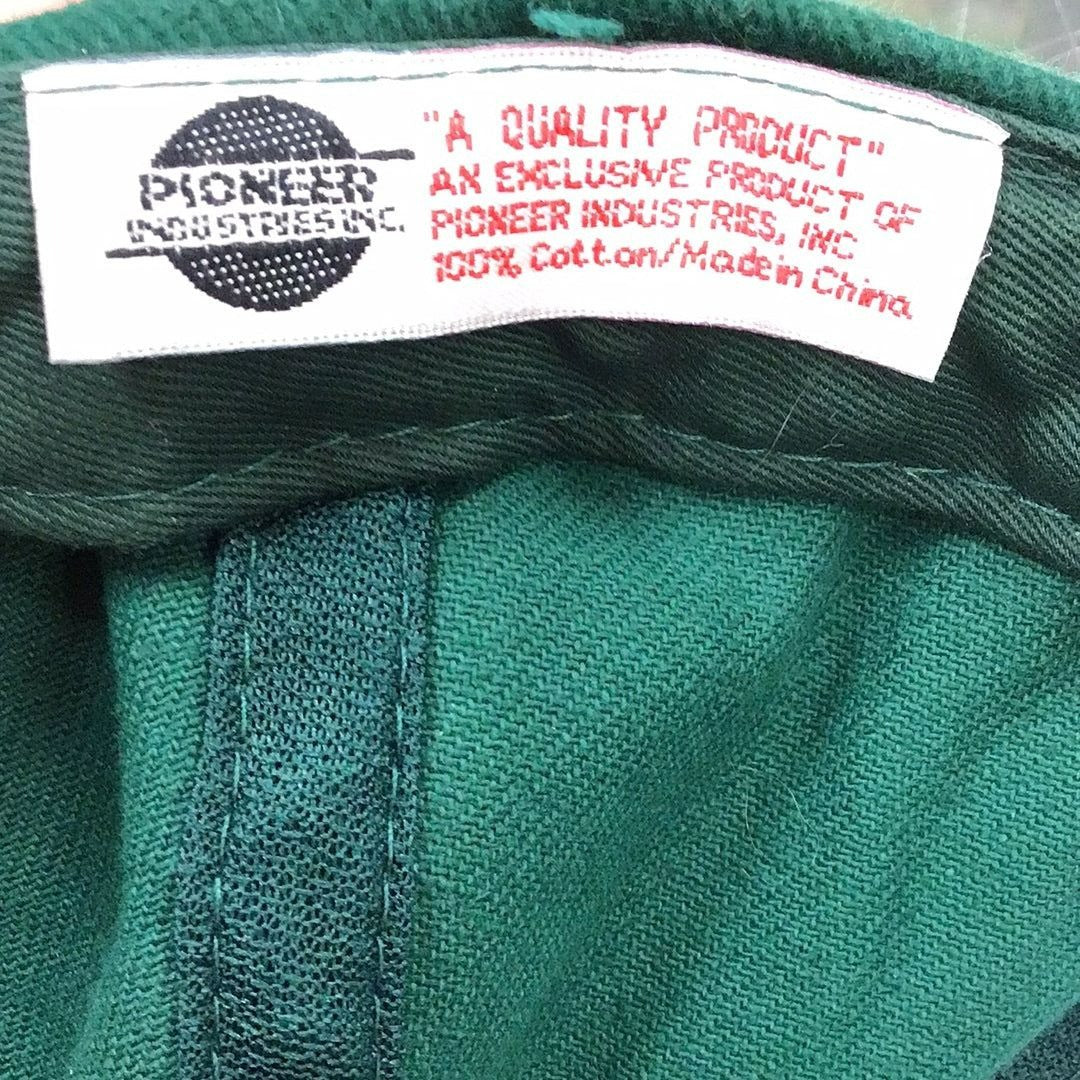 PIONEER
INDUSTRIES INC.
"A QUALITY PRODUCT"
AN EXCLUSIVE PRODUCT OF
PIONEER INDUSTRIES, INC
100% Cotton/Made in China